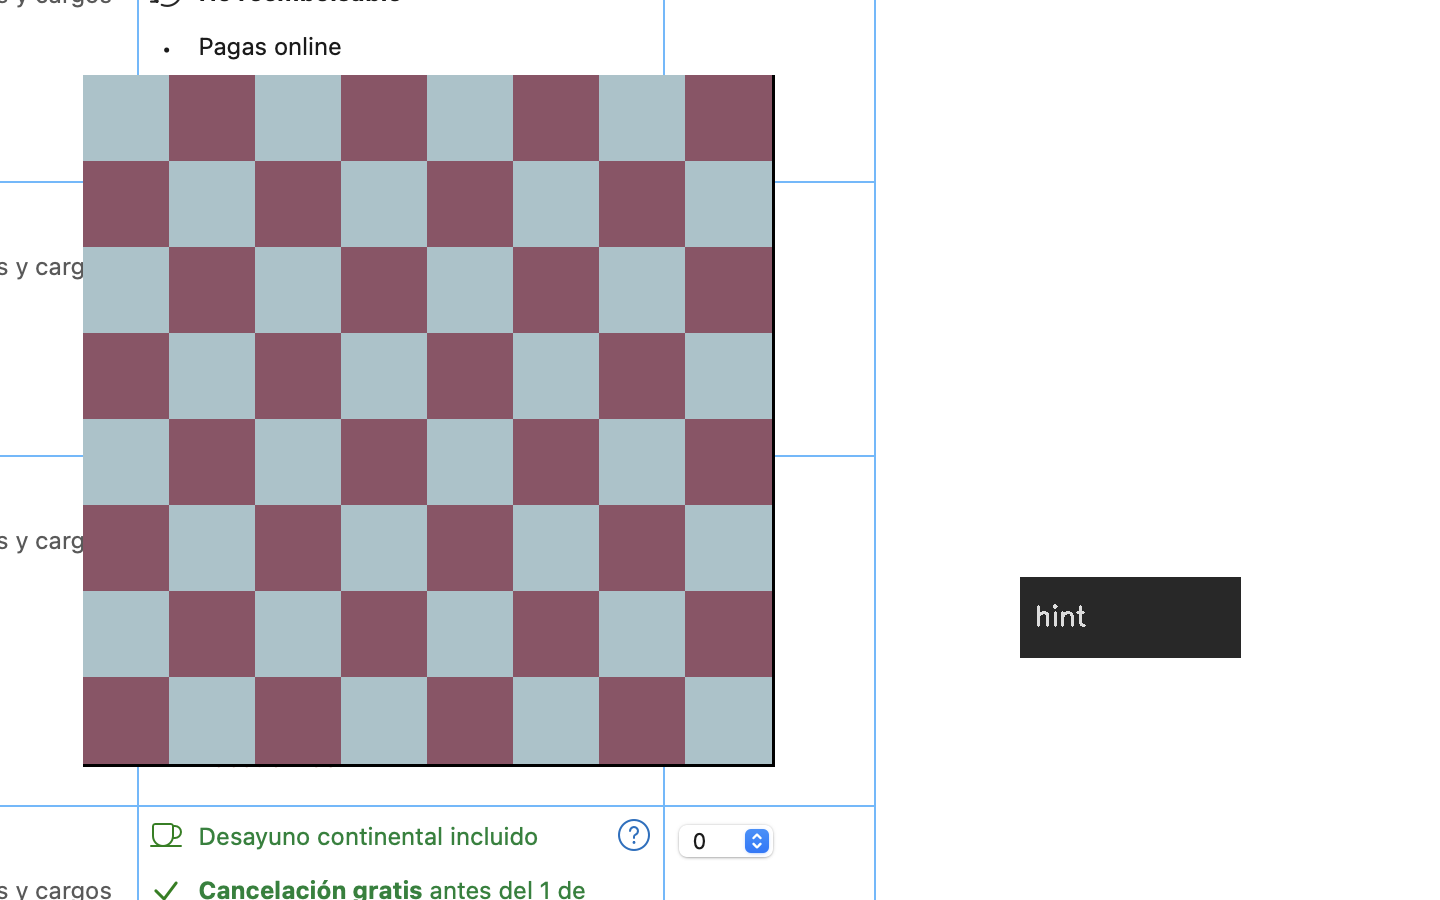 s y cargos
No reembolsable
Pagas online
s y carg
s y carg
hint
Desayuno continental incluido
?
0
s y cargos
Cancelación gratis antes del 1 de